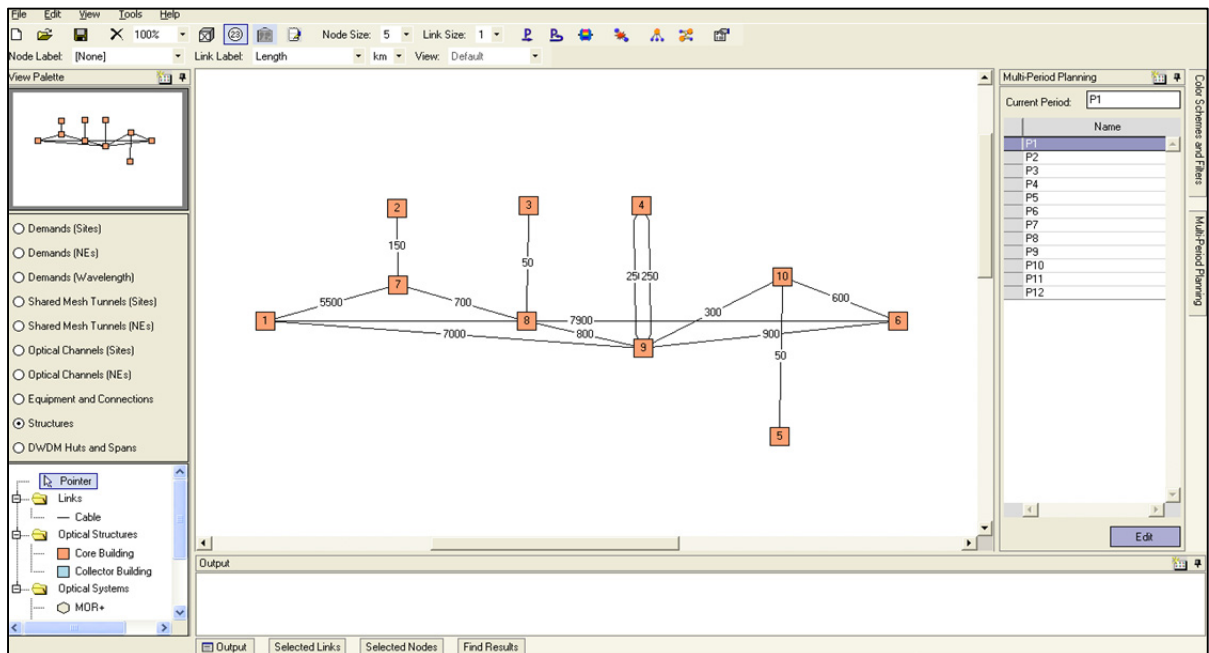 File Edit View Tools Help
100% 23 Node Size: 5 Link Size: 1
Node Label: [None] Link Label: Length km View: Default
View Palette
Demands (Sites)
Demands (NEs)
Demands (Wavelength)
Shared Mesh Tunnels (Sites)
Shared Mesh Tunnels (NEs)
Optical Channels (Sites)
Optical Channels (NEs)
Equipment and Connections
Structures
DWDM Huts and Spans
Pointer
Links
Cable
Optical Structures
Core Building
Collector Building
Optical Systems
MOR+
2
3
4
150
50
250
7
10
5500
700
300
600
1
8
7900
6
7000
800
9
900
50
5
Output
Output Selected Links Selected Nodes Find Results
Multi-Period Planning
Current Period: P1
Name
P1
P2
P3
P4
P5
P6
P7
P8
P9
P10
P11
P12
Edit
Color Schemes and Filters
Multi-Period Planning